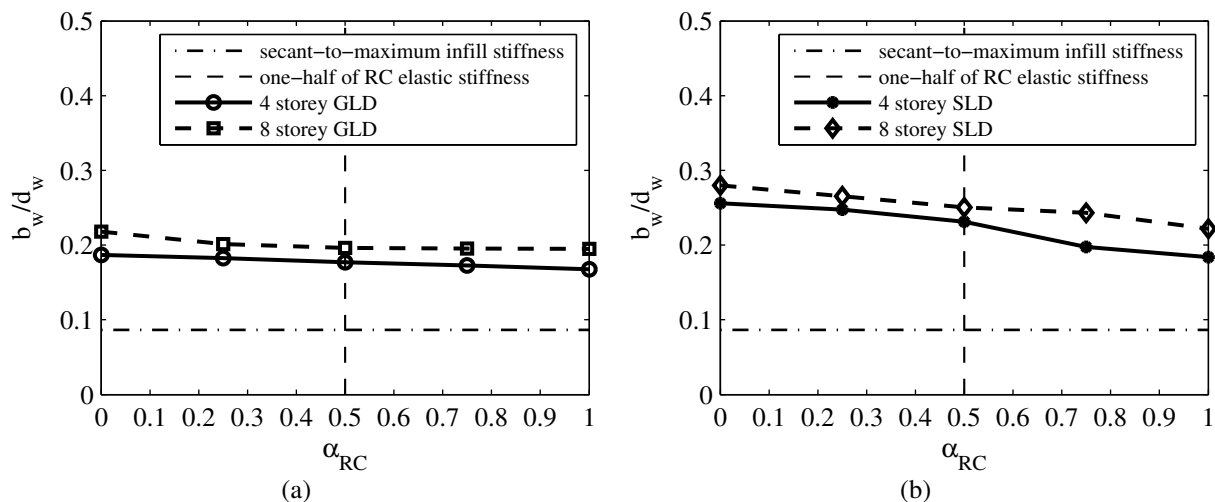 0.5
0.4
0.3
0.2
0.1
0
b_w/d_w
secant−to−maximum infill stiffness
one−half of RC elastic stiffness
4 storey GLD
8 storey GLD
0 0.1 0.2 0.3 0.4 0.5 0.6 0.7 0.8 0.9 1
α_RC
(a)
0.5
0.4
0.3
0.2
0.1
0
b_w/d_w
secant−to−maximum infill stiffness
one−half of RC elastic stiffness
4 storey SLD
8 storey SLD
0 0.1 0.2 0.3 0.4 0.5 0.6 0.7 0.8 0.9 1
α_RC
(b)